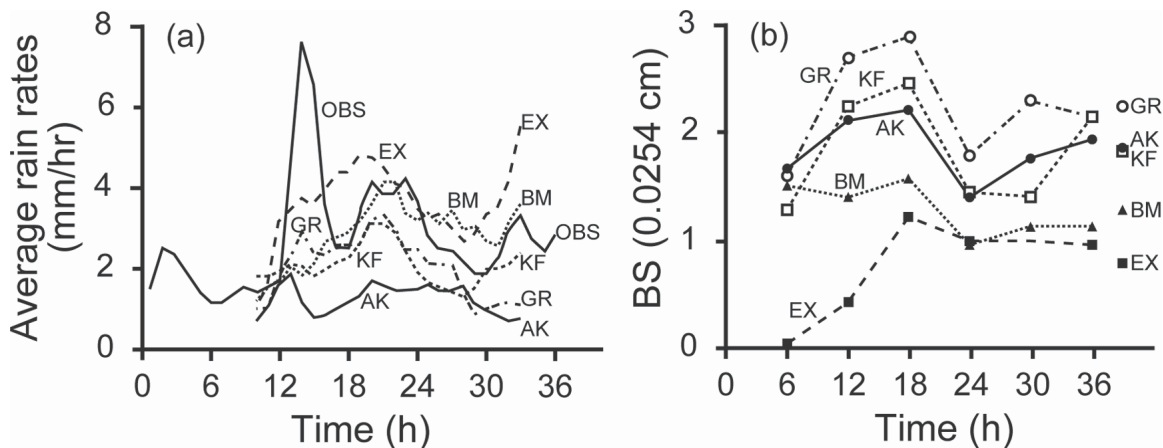 (a)
Average rain rates
(mm/hr)
8
6
4
2
0
OBS
EX
BM
BM
GR
OBS
KF
KF
AK
GR
AK
0 6 12 18 24 30 36
Time (h)
(b)
BS (0.0254 cm)
3
2
1
0
GR
KF
AK
BM
EX
GR
AK
KF
BM
EX
0 6 12 18 24 30 36
Time (h)